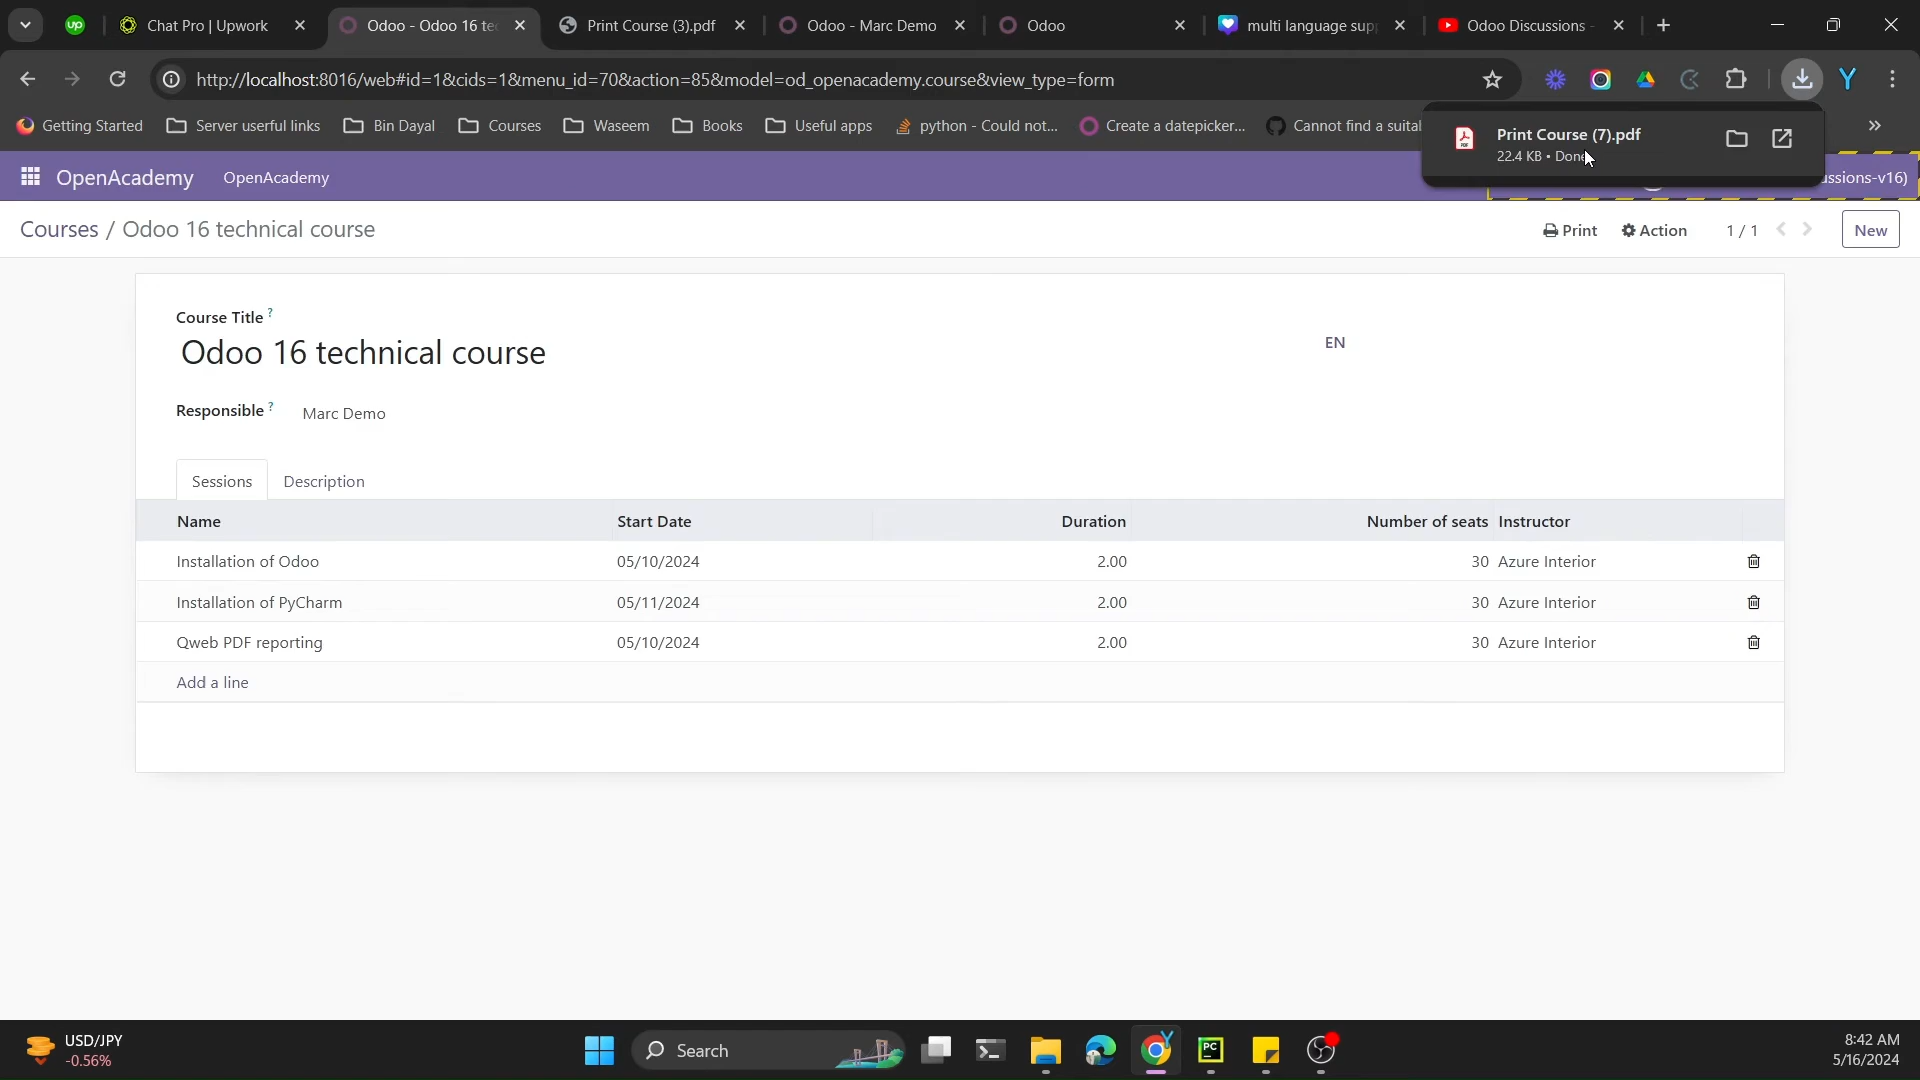 Chat Pro | Upwork
Odoo - Odoo 16 te
Print Course (3).pdf
Odoo - Marc Demo
Odoo
multi language sup
Odoo Discussions -
http://localhost:8016/web#id=1&cids=1&menu_id=70&action=85&model=od_openacademy.course&view_type=form
Getting Started
Server userful links
Bin Dayal
Courses
Waseem
Books
Useful apps
python - Could not...
Create a datepicker...
Cannot find a suital
Print Course (7).pdf
22.4 KB • Done
OpenAcademy
OpenAcademy
ussions-v16)
Courses / Odoo 16 technical course
Print
Action
1 / 1
New
Course Title ?
Odoo 16 technical course
EN
Responsible ?
Marc Demo
Sessions
Description
Name Start Date Duration Number of seats Instructor
Installation of Odoo 05/10/2024 2.00 30 Azure Interior
Installation of PyCharm 05/11/2024 2.00 30 Azure Interior
Qweb PDF reporting 05/10/2024 2.00 30 Azure Interior
Add a line
USD/JPY
-0.56%
Search
8:42 AM
5/16/2024